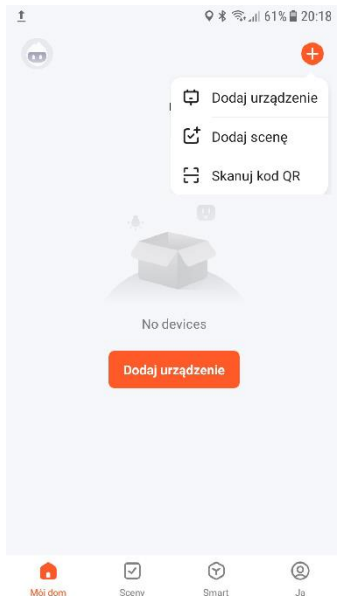 61% 20:18
Dodaj urządzenie
Dodaj scenę
Skanuj kod QR
No devices
Dodaj urządzenie
Mój dom
Sceny
Smart
Ja